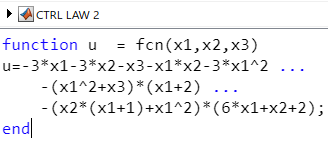 CTRL LAW 2
function u  = fcn(x1,x2,x3)
u=-3*x1-3*x2-x3-x1*x2-3*x1^2 ...
    -(x1^2+x3)*(x1+2) ...
    -(x2*(x1+1)+x1^2)*(6*x1+x2+2);
end